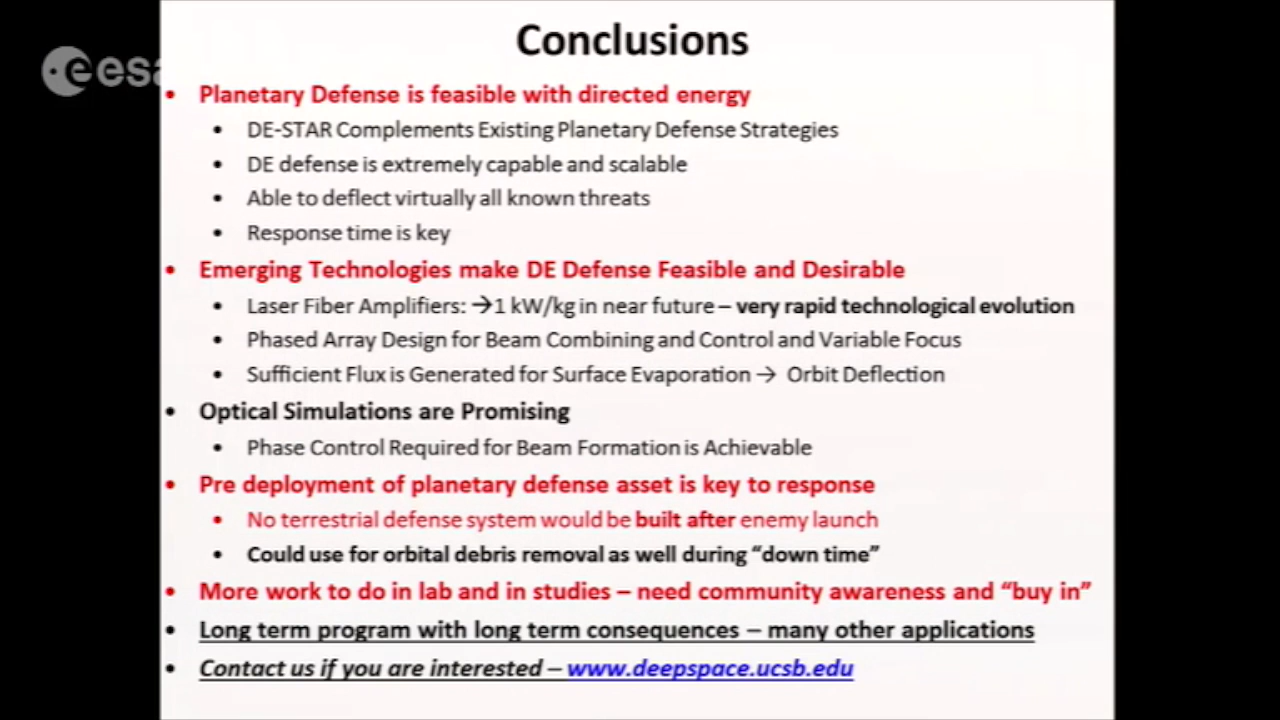 Conclusions
esa
• Planetary Defense is feasible with directed energy
• DE-STAR Complements Existing Planetary Defense Strategies
• DE defense is extremely capable and scalable
• Able to deflect virtually all known threats
• Response time is key
• Emerging Technologies make DE Defense Feasible and Desirable
• Laser Fiber Amplifiers: →1 kW/kg in near future – very rapid technological evolution
• Phased Array Design for Beam Combining and Control and Variable Focus
• Sufficient Flux is Generated for Surface Evaporation → Orbit Deflection
• Optical Simulations are Promising
• Phase Control Required for Beam Formation is Achievable
• Pre deployment of planetary defense asset is key to response
• No terrestrial defense system would be built after enemy launch
• Could use for orbital debris removal as well during “down time”
• More work to do in lab and in studies – need community awareness and “buy in”
• Long term program with long term consequences – many other applications
• Contact us if you are interested – www.deepspace.ucsb.edu